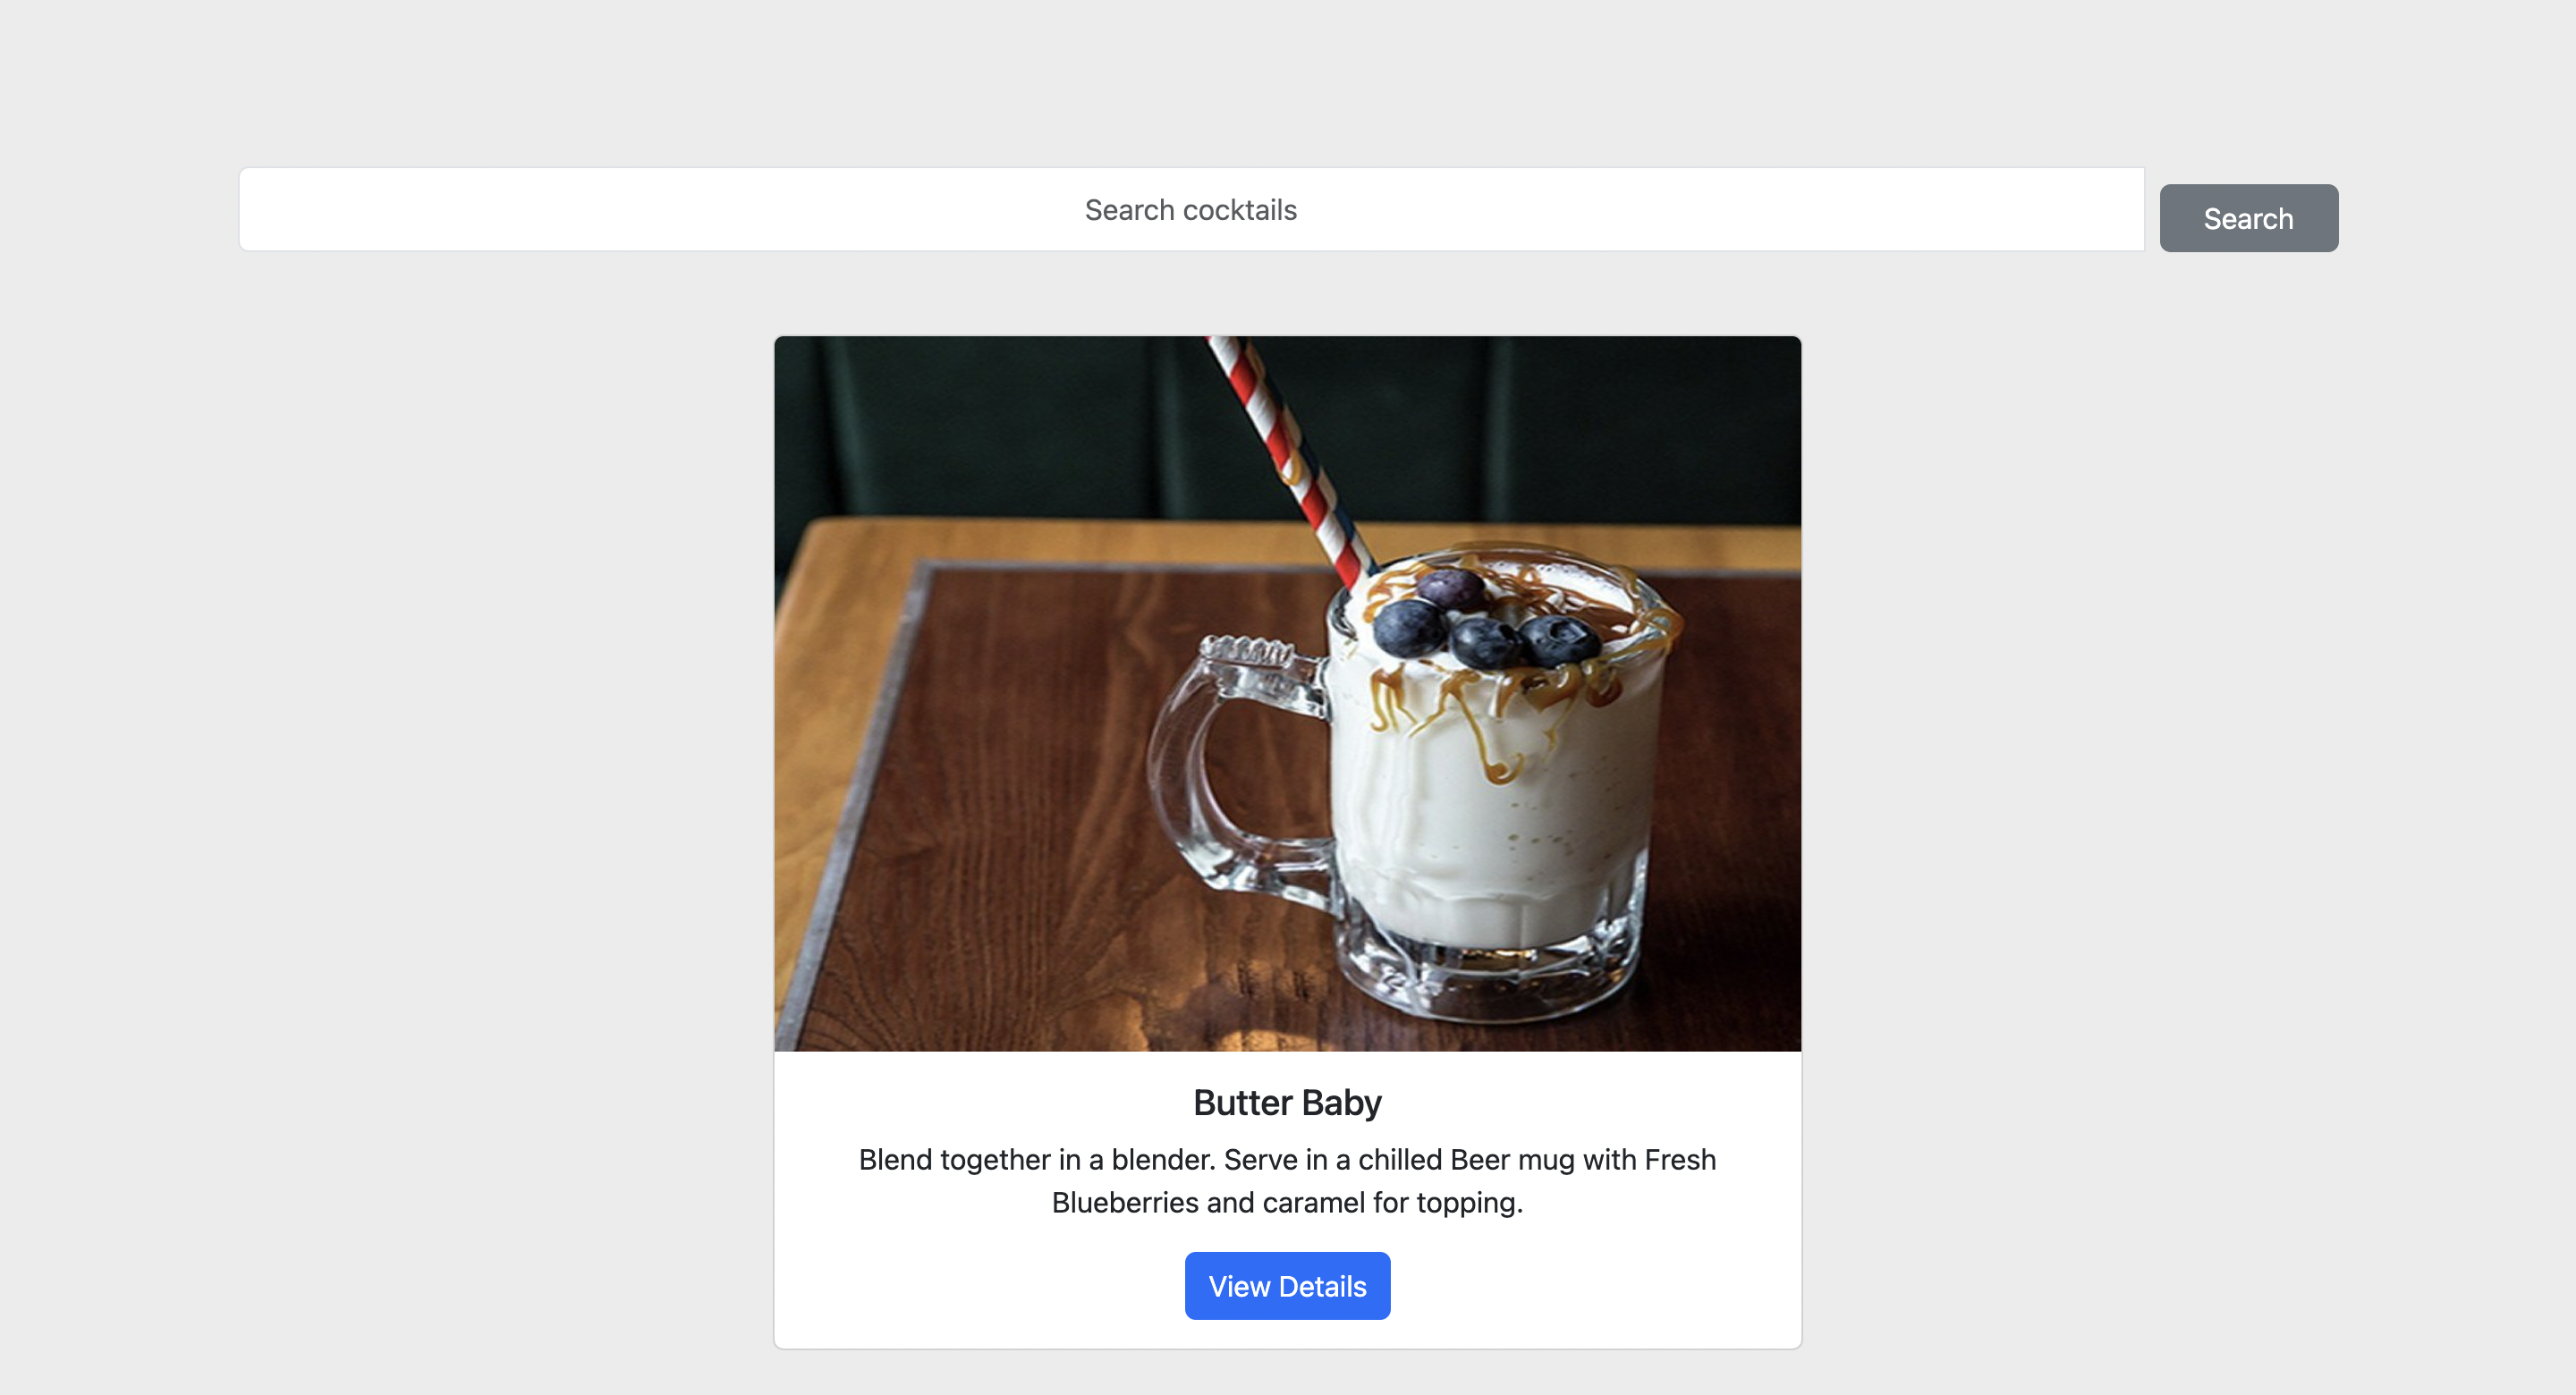 Search cocktails
Search
Butter Baby
Blend together in a blender. Serve in a chilled Beer mug with Fresh
Blueberries and caramel for topping.
View Details